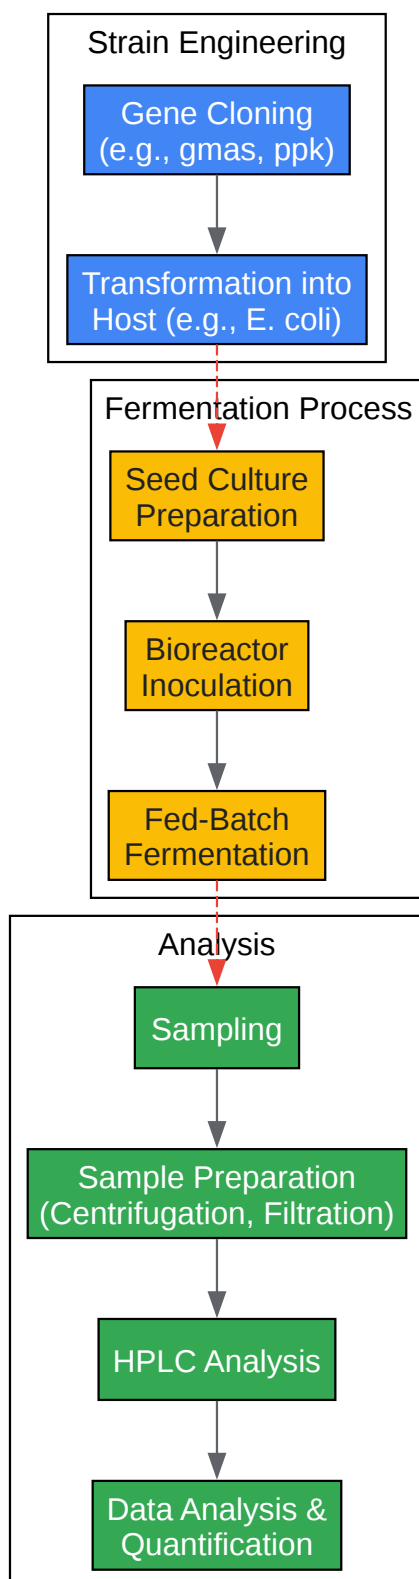 Strain Engineering
Gene Cloning
(e.g., gmas, ppk)
Transformation into
Host (e.g., E. coli)
Fermentation Process
Seed Culture
Preparation
Bioreactor
Inoculation
Fed-Batch
Fermentation
Analysis
Sampling
Sample Preparation
(Centrifugation, Filtration)
HPLC Analysis
Data Analysis &
Quantification